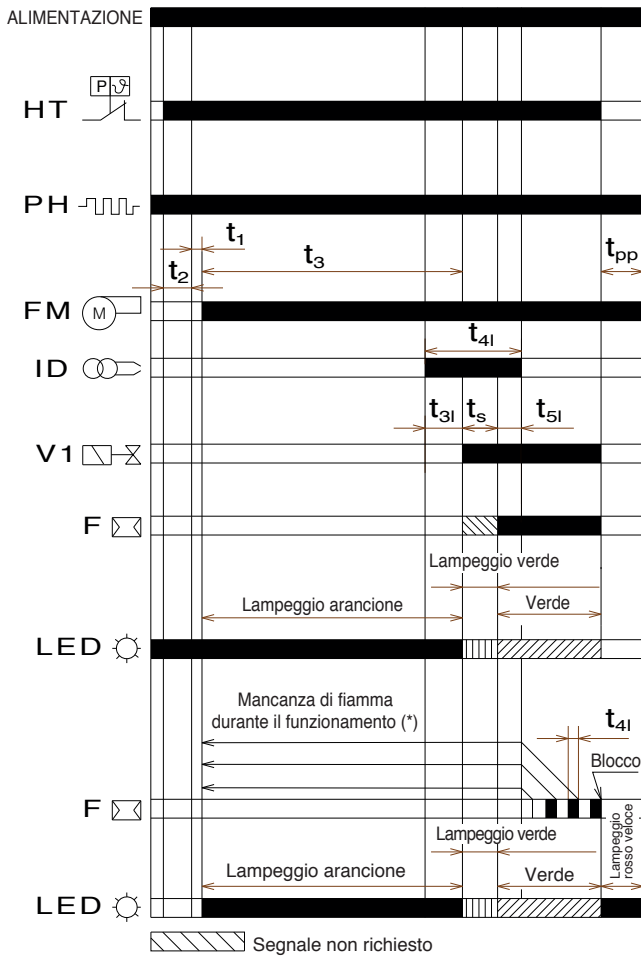 ALIMENTAZIONE
P ϑ
HT
PH
t1
t2
t3
tpp
FM M
t4l
ID
t3l ts t5l
V1
F
Lampeggio verde
Lampeggio arancione
Verde
LED
Mancanza di fiamma
durante il funzionamento (*)
t4l
Blocco
F
Lampeggio verde
Lampeggio
rosso veloce
Lampeggio arancione
Verde
LED
Segnale non richiesto